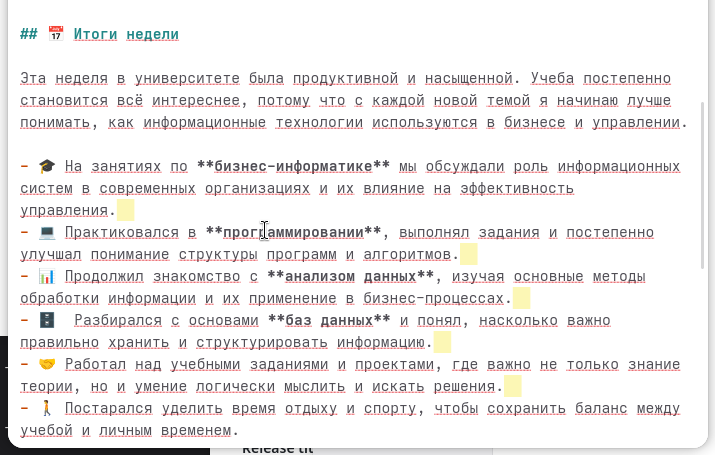 ## 📅 Итоги недели
Эта неделя в университете была продуктивной и насыщенной. Учеба постепенно
становится всё интереснее, потому что с каждой новой темой я начинаю лучше
понимать, как информационные технологии используются в бизнесе и управлении.
- 🎓 На занятиях по **бизнес-информатике** мы обсуждали роль информационных
систем в современных организациях и их влияние на эффективность
управления.
- 💻 Практиковался в **программировании**, выполнял задания и постепенно
улучшал понимание структуры программ и алгоритмов.
- 📊 Продолжил знакомство с **анализом данных**, изучая основные методы
обработки информации и их применение в бизнес-процессах.
- 🗄️ Разбирался с основами **баз данных** и понял, насколько важно
правильно хранить и структурировать информацию.
- 🤝 Работал над учебными заданиями и проектами, где важно не только знание
теории, но и умение логически мыслить и искать решения.
- 🚶 Постарался уделить время отдыху и спорту, чтобы сохранить баланс между
учебой и личным временем.